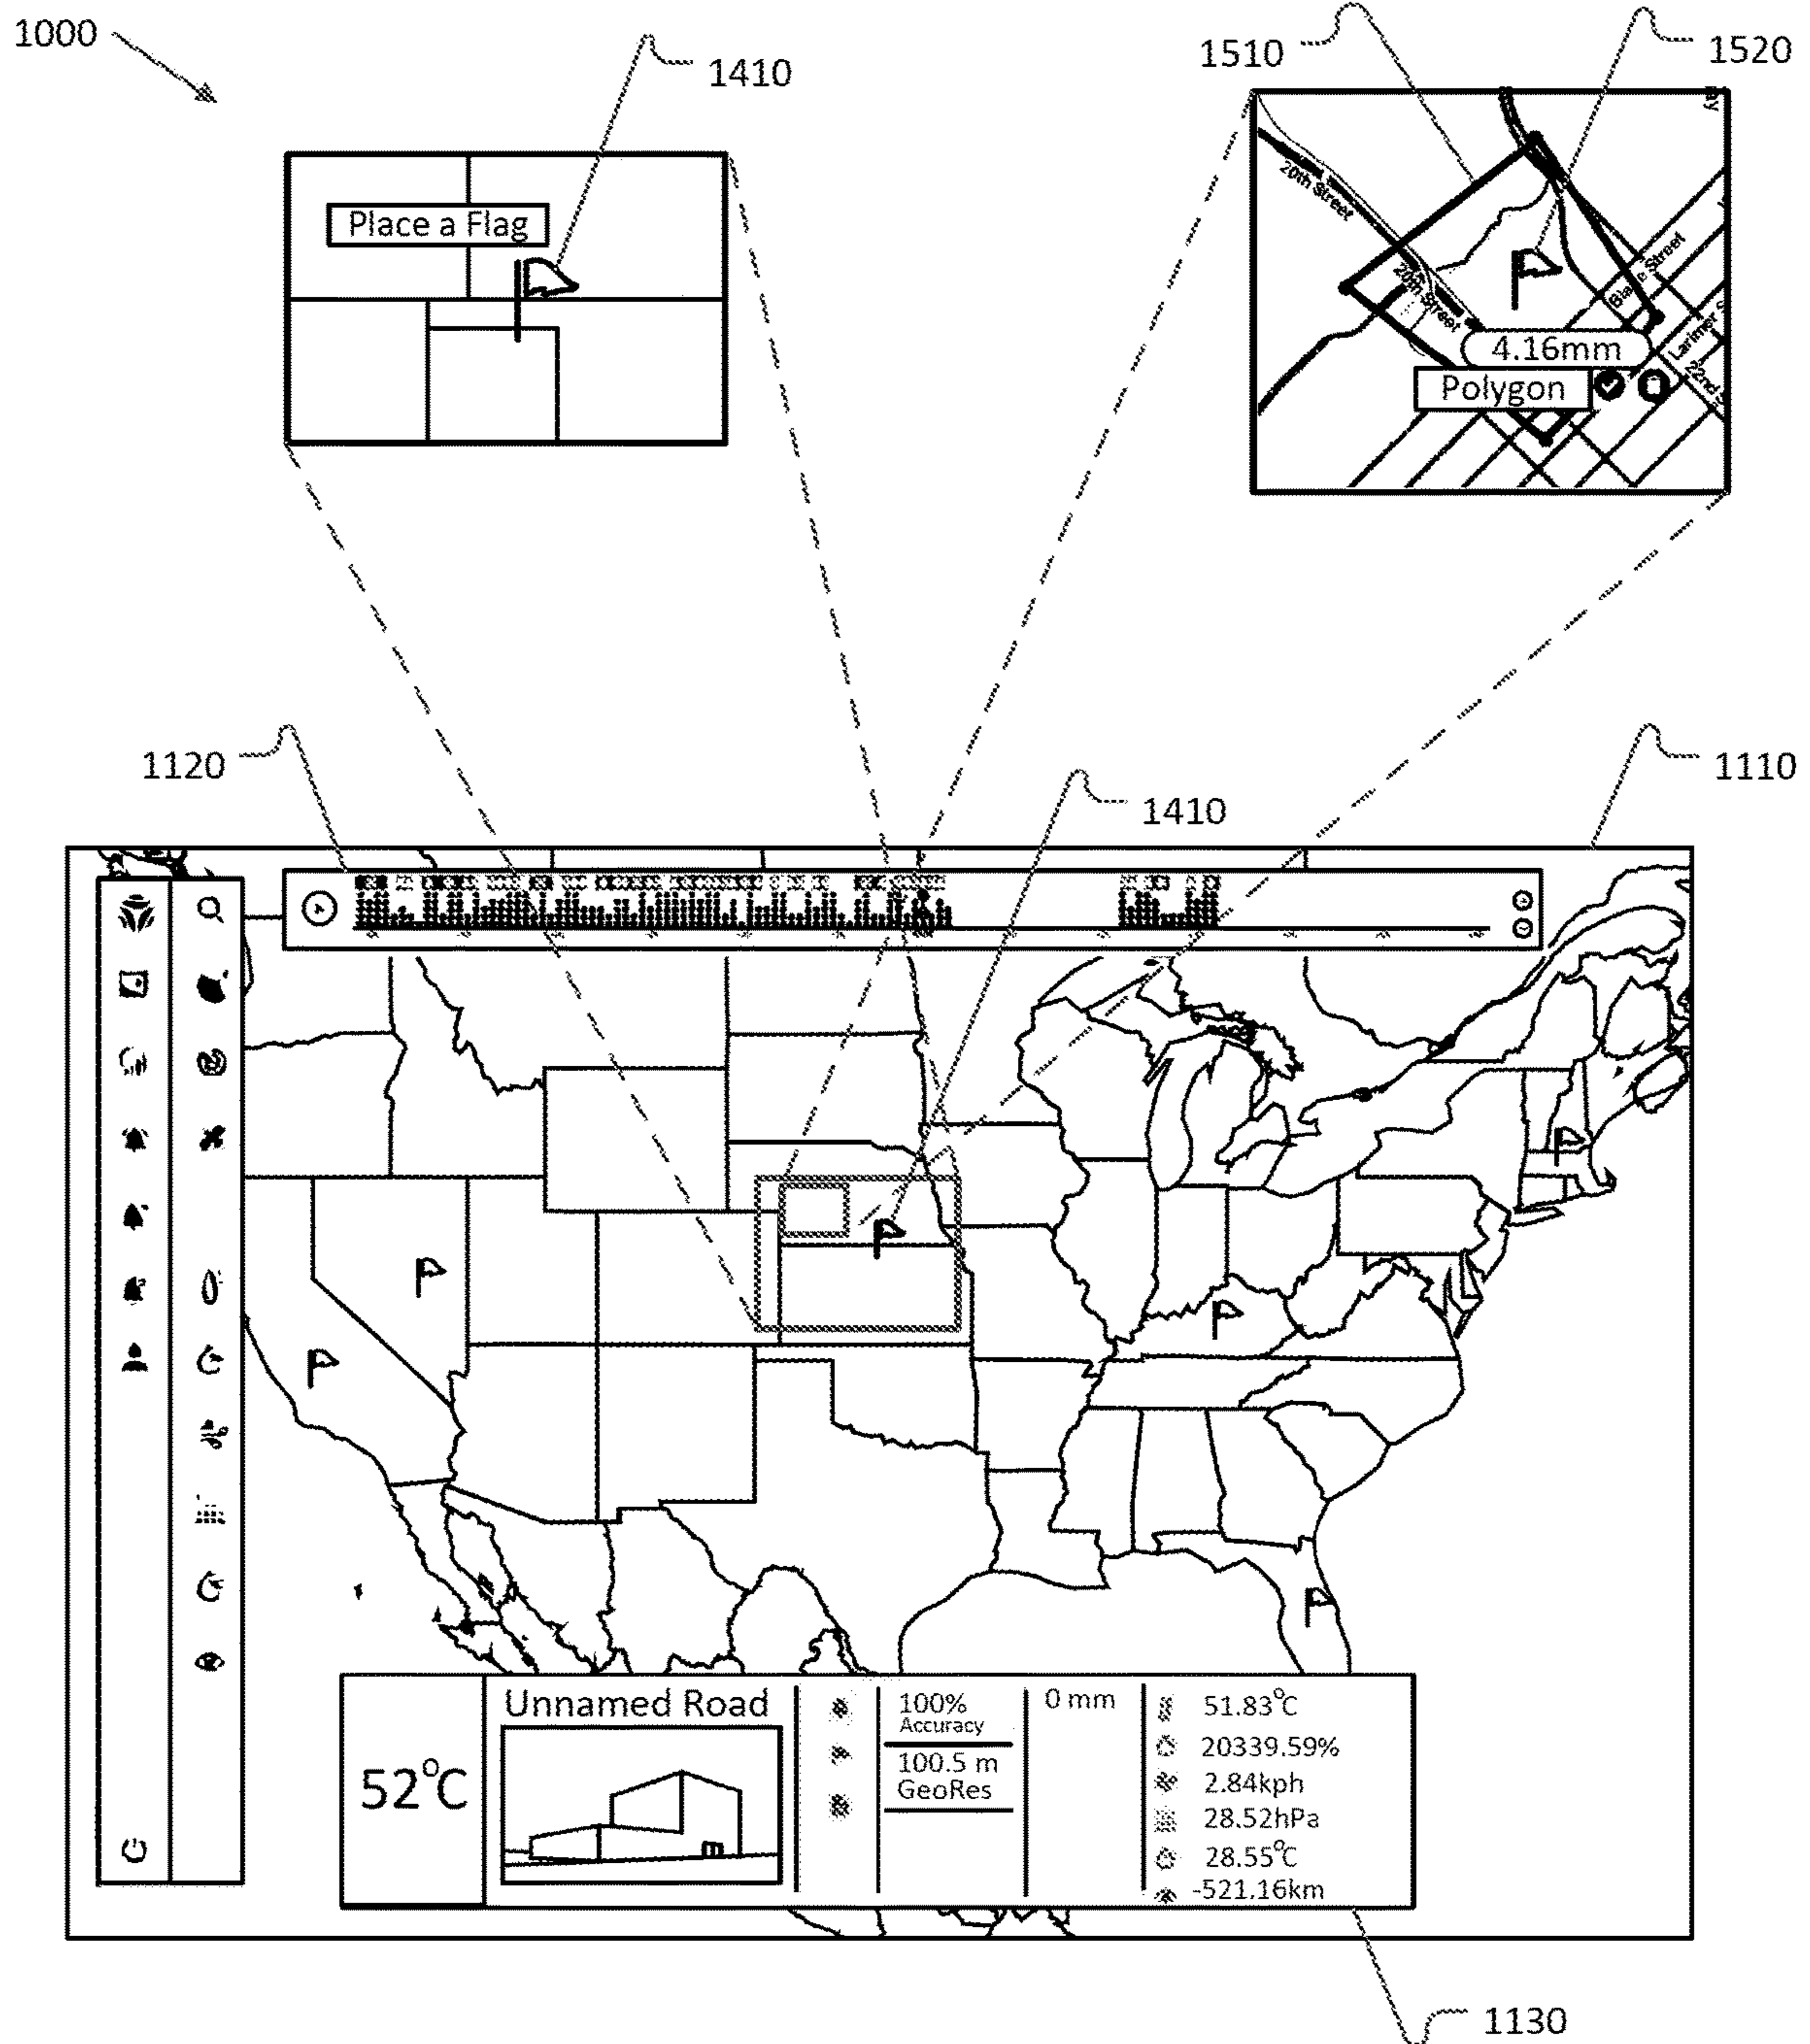 1000
1410
1510
1520
Place a Flag
20th Street
20th Street
Street
Larimer
22nd
4.16mm
Polygon
1120
1110
1410
52°C
Unnamed Road
100%
Accuracy
100.5 m
GeoRes
0 mm
51.83°C
20339.59%
2.84kph
28.52hPa
28.55°C
-521.16km
1130